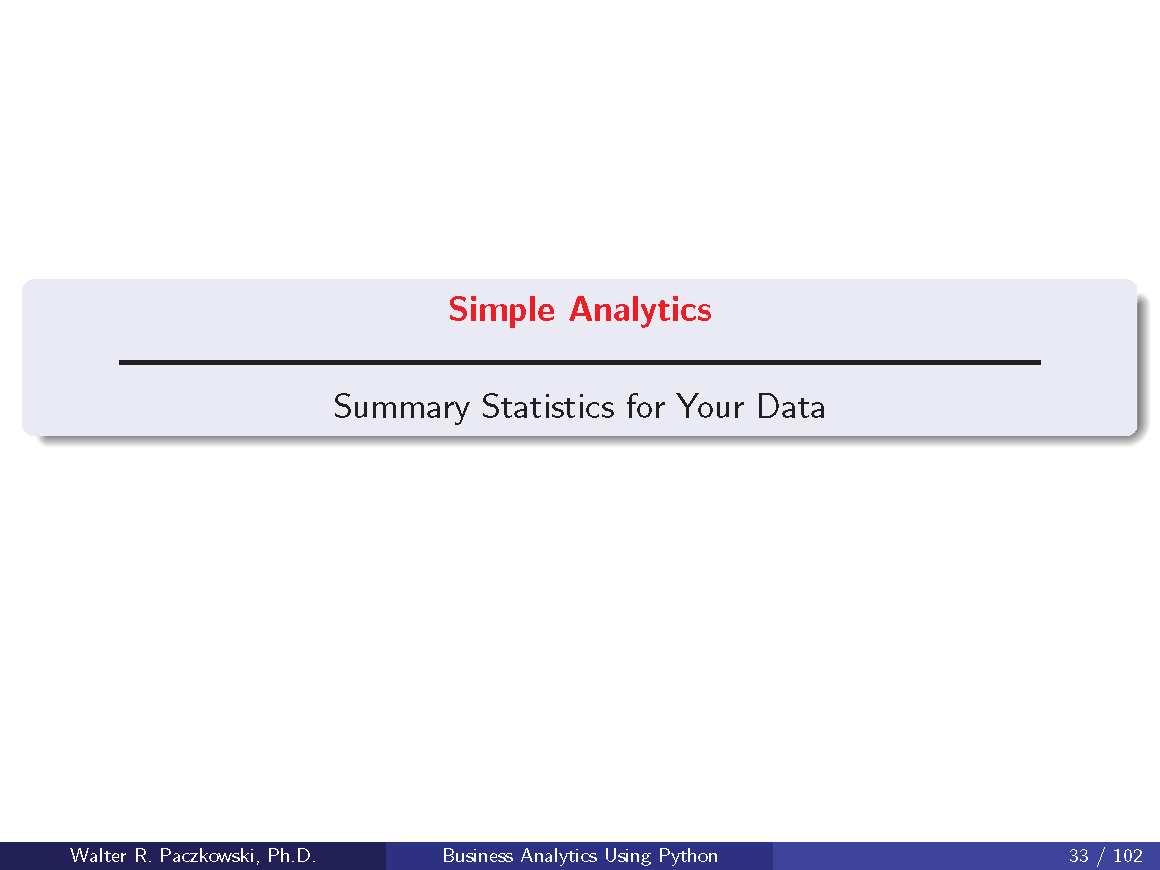 Simple Analytics
Summary Statistics for Your Data
Walter R. Paczkowski, Ph.D.
Business Analytics Using Python
33 / 102